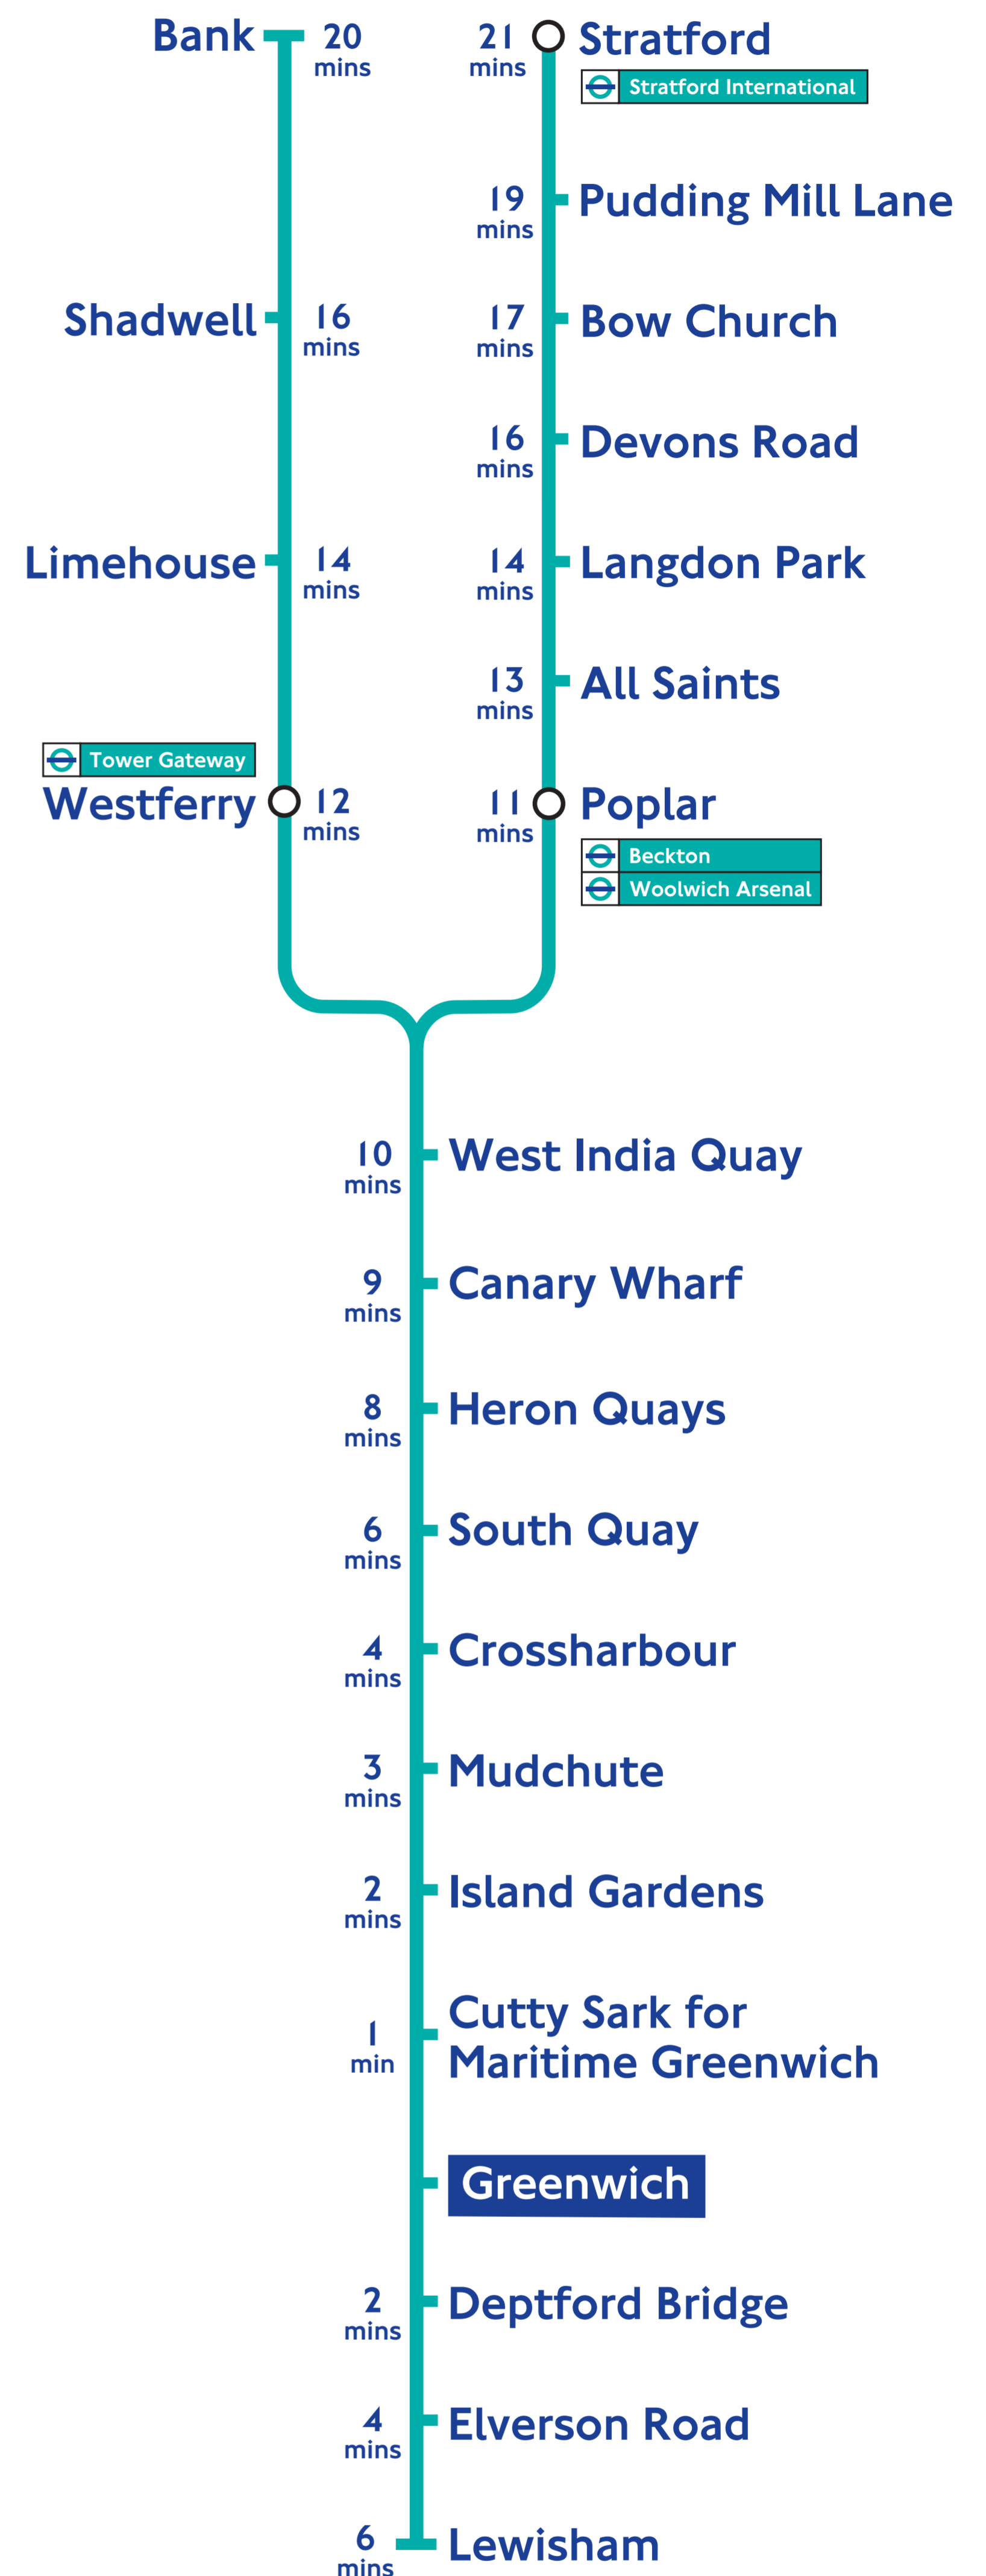 Bank
20
mins
21
mins
Stratford
Stratford International
19
mins
Pudding Mill Lane
Shadwell
16
mins
17
mins
Bow Church
16
mins
Devons Road
Limehouse
14
mins
14
mins
Langdon Park
13
mins
All Saints
Tower Gateway
Westferry
12
mins
11
mins
Poplar
Beckton
Woolwich Arsenal
10
mins
West India Quay
9
mins
Canary Wharf
8
mins
Heron Quays
6
mins
South Quay
4
mins
Crossharbour
3
mins
Mudchute
2
mins
Island Gardens
1
min
Cutty Sark for
Maritime Greenwich
Greenwich
2
mins
Deptford Bridge
4
mins
Elverson Road
6
mins
Lewisham